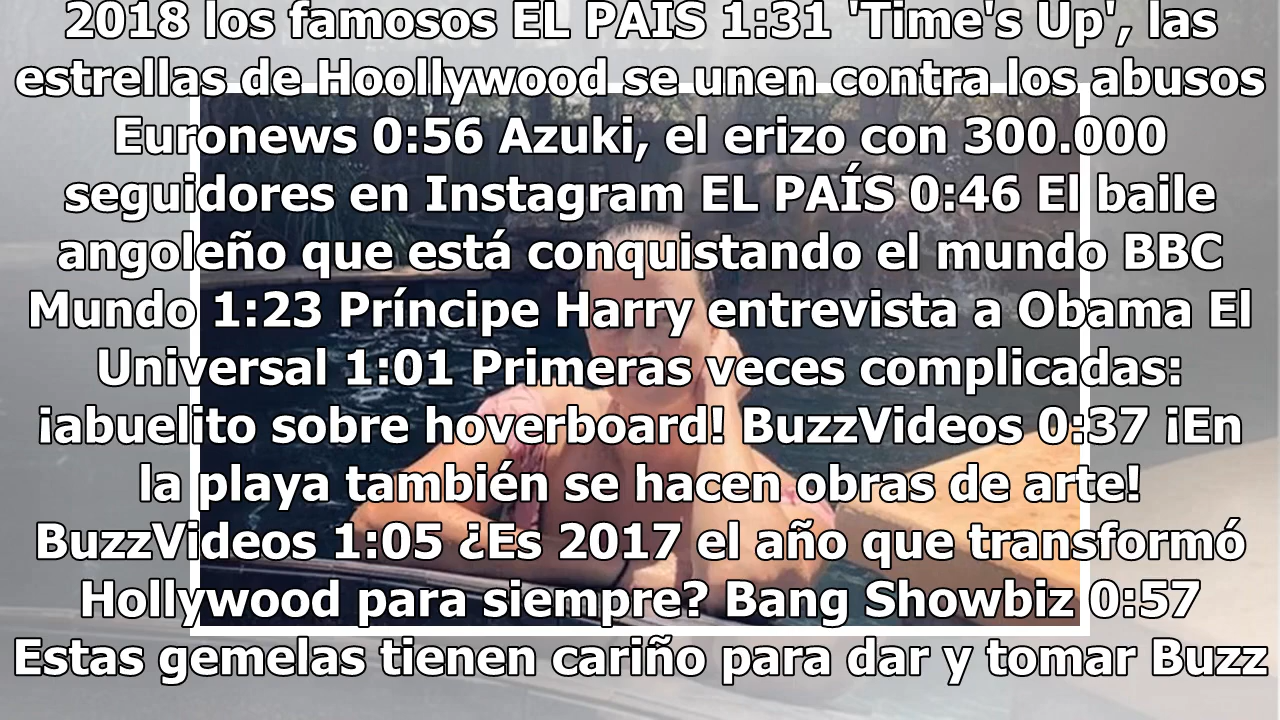 2018 los famosos EL PAÍS 1:31 'Time's Up', las
estrellas de Hoollywood se unen contra los abusos
Euronews 0:56 Azuki, el erizo con 300.000
seguidores en Instagram EL PAÍS 0:46 El baile
angoleño que está conquistando el mundo BBC
Mundo 1:23 Príncipe Harry entrevista a Obama El
Universal 1:01 Primeras veces complicadas:
¡abuelito sobre hoverboard! BuzzVideos 0:37 ¡En
la playa también se hacen obras de arte!
BuzzVideos 1:05 ¿Es 2017 el año que transformó
Hollywood para siempre? Bang Showbiz 0:57
Estas gemelas tienen cariño para dar y tomar Buzz